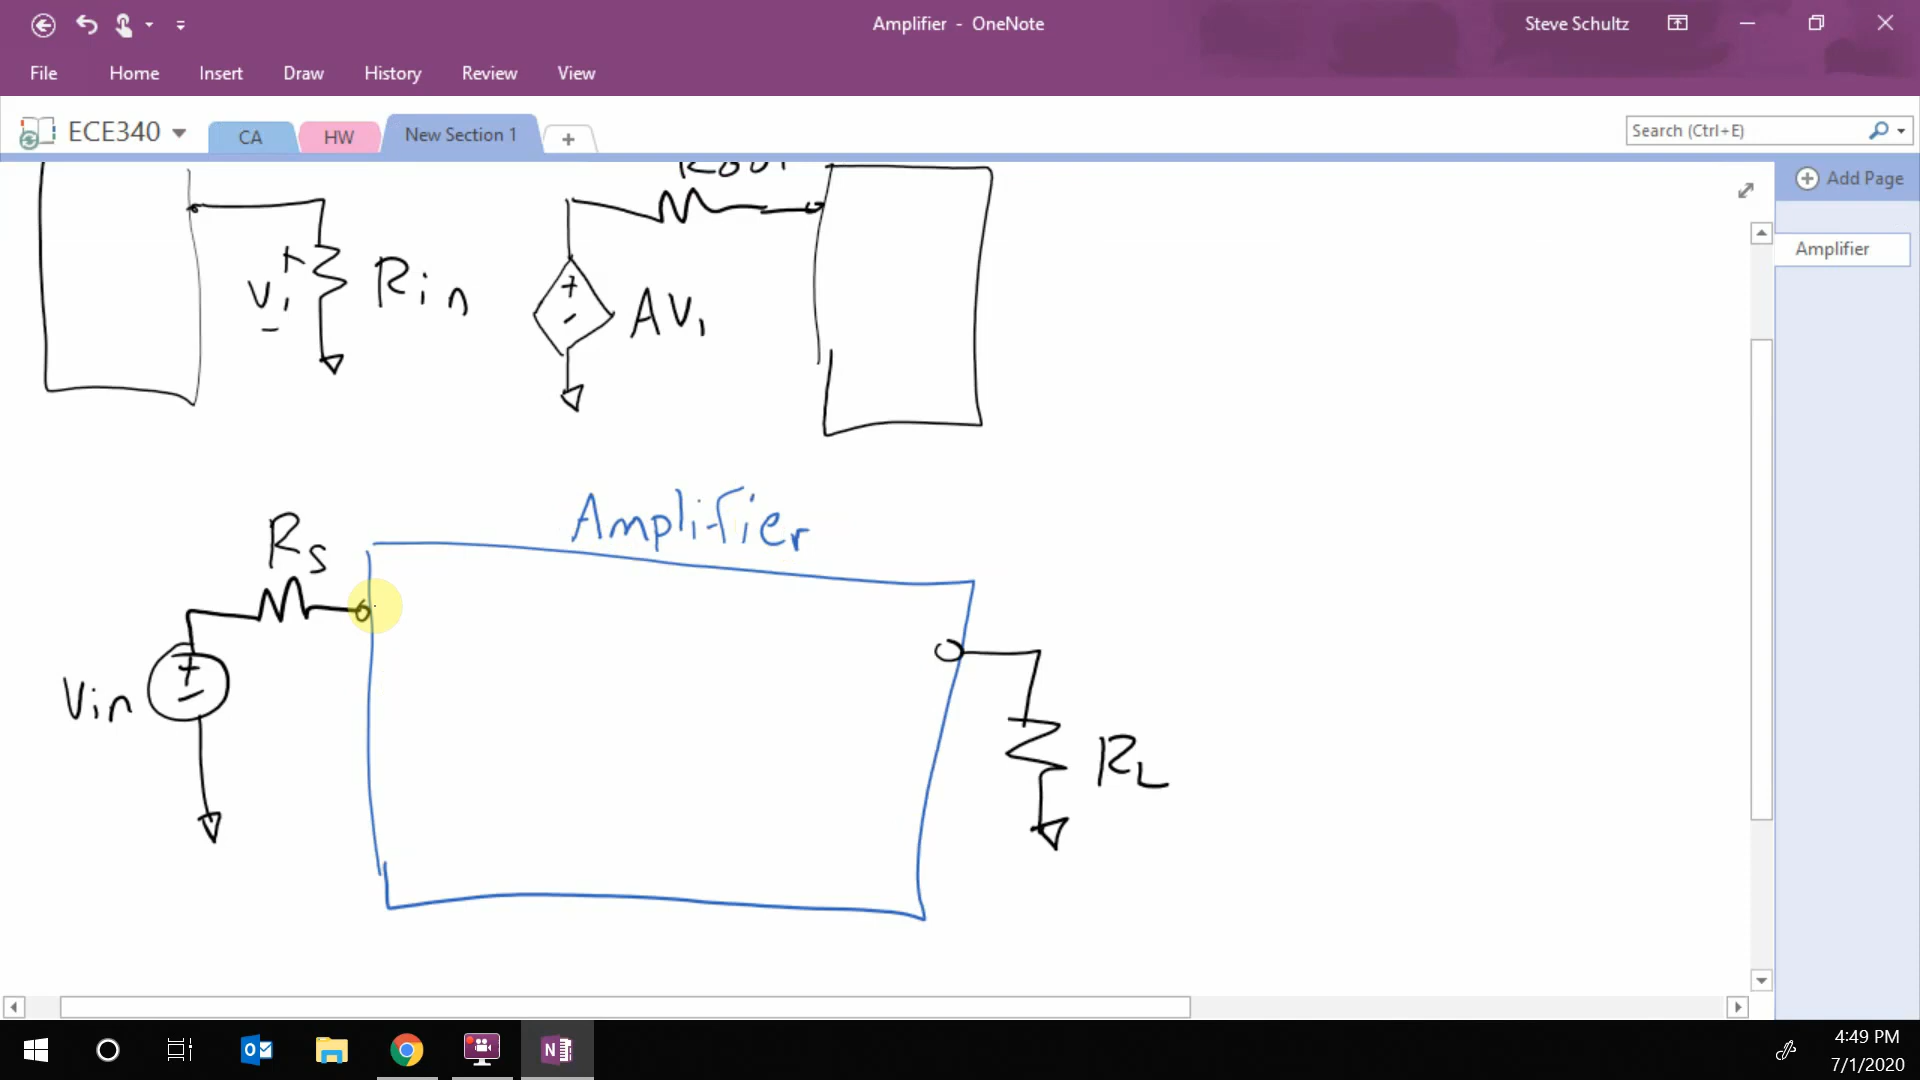 Amplifier - OneNote
Steve Schultz
File Home Insert Draw History Review View
ECE340
CA
HW
New Section 1
Search (Ctrl+E)
Add Page
Amplifier
Rout
+
V1
-
Rin
+
-
AV1
Amplifier
Rs
Vin
+
-
RL
4:49 PM
7/1/2020